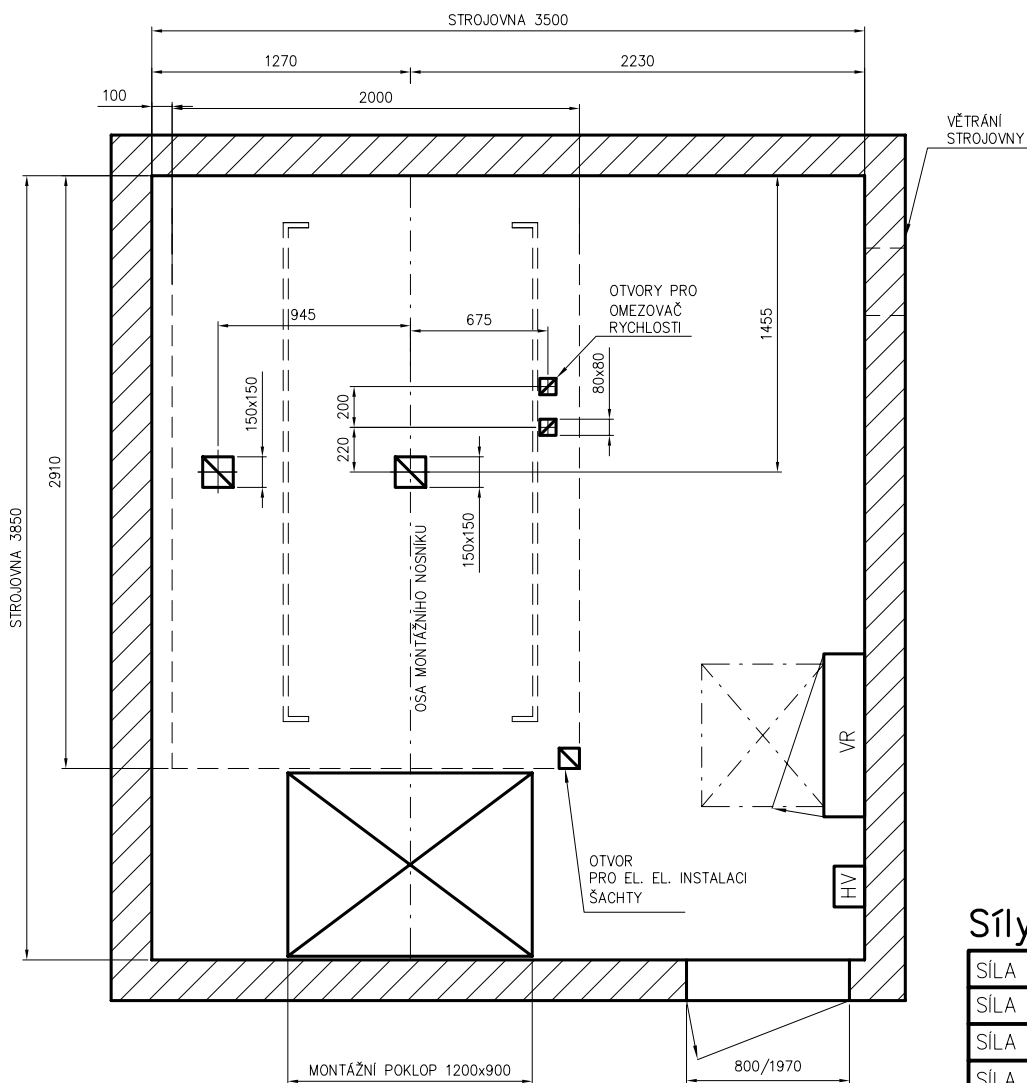 STROJOVNA 3500
1270
2230
100
2000
VĚTRÁNÍ
STROJOVNY
OTVORY PRO
OMEZOVAČ
RYCHLOSTI
945
675
1455
80x80
150x150
200
220
2910
STROJOVNA 3850
150x150
OSA MONTÁŽNÍHO NOSNÍKU
VR
OTVOR
PRO EL. EL. INSTALACI
ŠACHTY
HV
Síly
SÍLA
SÍLA
SÍLA
SÍLA
MONTÁŽNÍ POKLOP 1200x900
800/1970